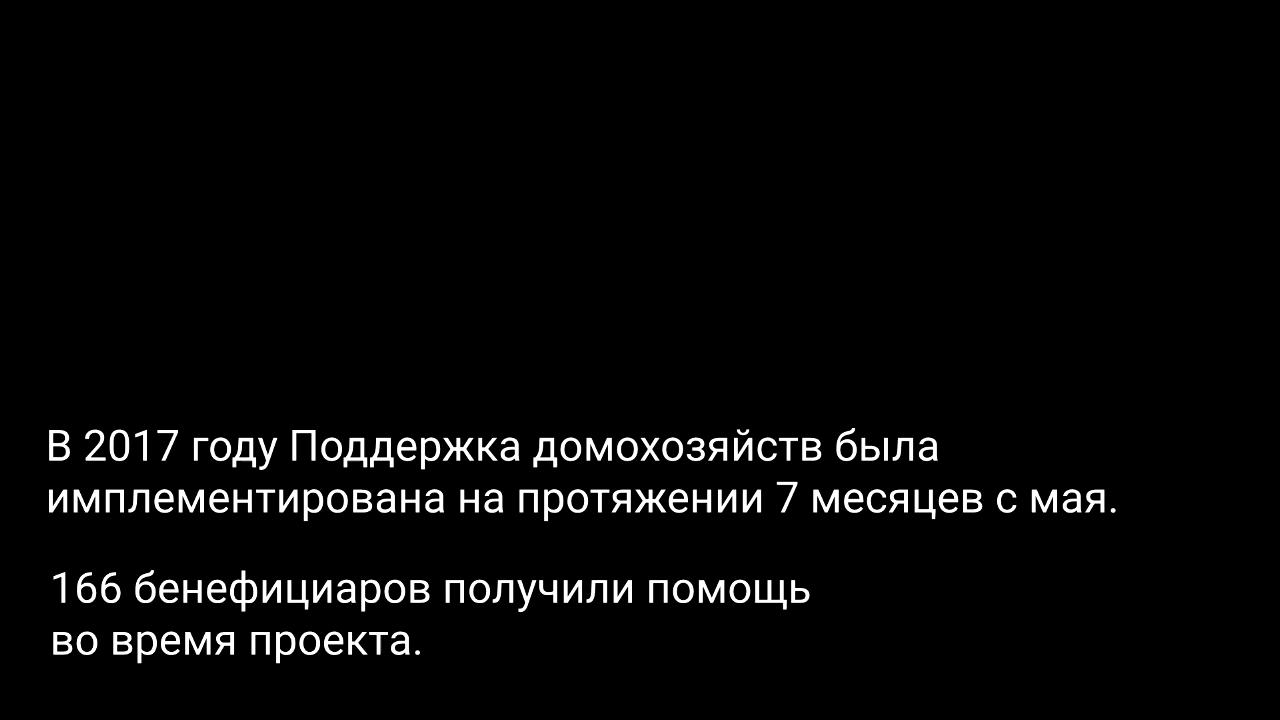 В 2017 году Поддержка домохозяйств была
имплементирована на протяжении 7 месяцев с мая.
166 бенефициаров получили помощь
во время проекта.